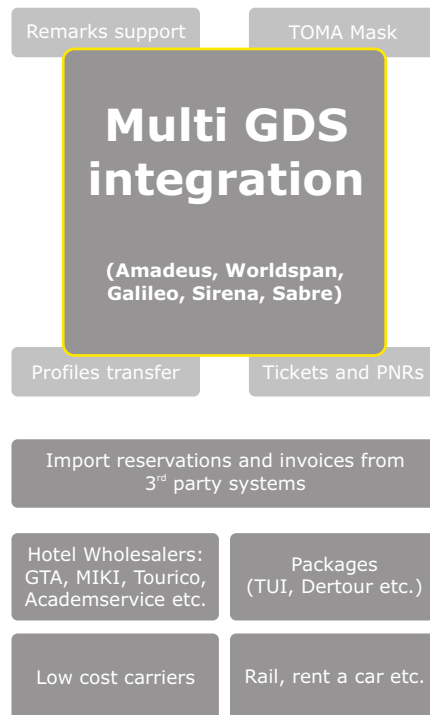 Remarks support
TOMA Mask
Multi GDS
integration
(Amadeus, Worldspan,
Galileo, Sirena, Sabre)
Profiles transfer
Tickets and PNRs
Import reservations and invoices from
3rd party systems
Hotel Wholesalers:
GTA, MIKI, Tourico,
Academservice etc.
Packages
(TUI, Dertour etc.)
Low cost carriers
Rail, rent a car etc.